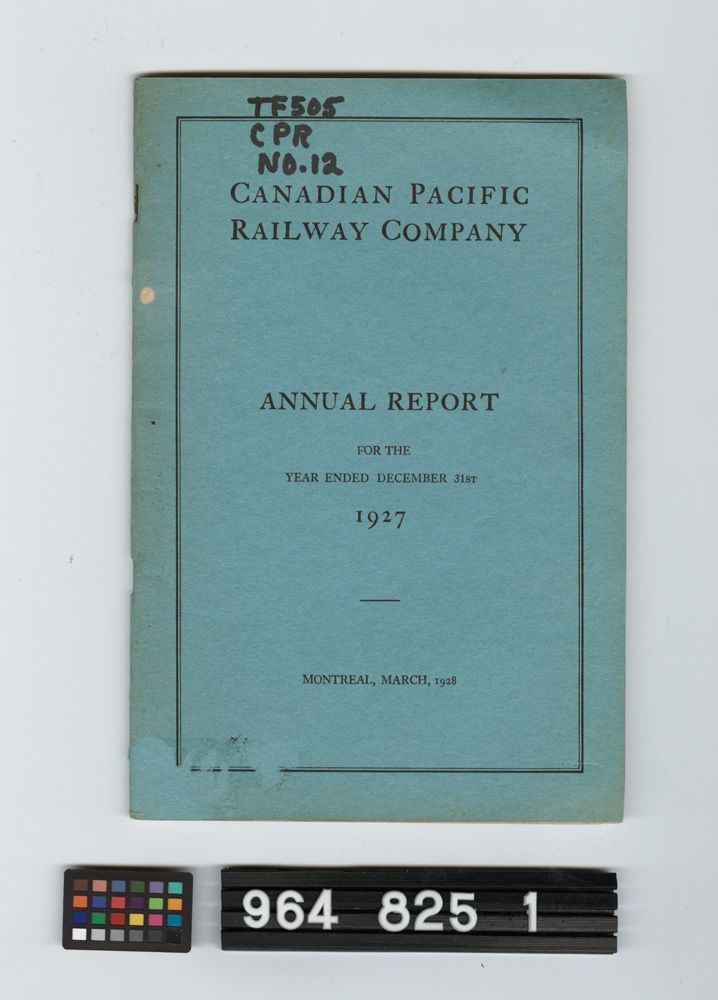 TF505
CPR
NO.12
CANADIAN PACIFIC
RAILWAY COMPANY
ANNUAL REPORT
FOR THE
YEAR ENDED DECEMBER 31ST
1927
MONTREAL, MARCH, 1928
964 825 1